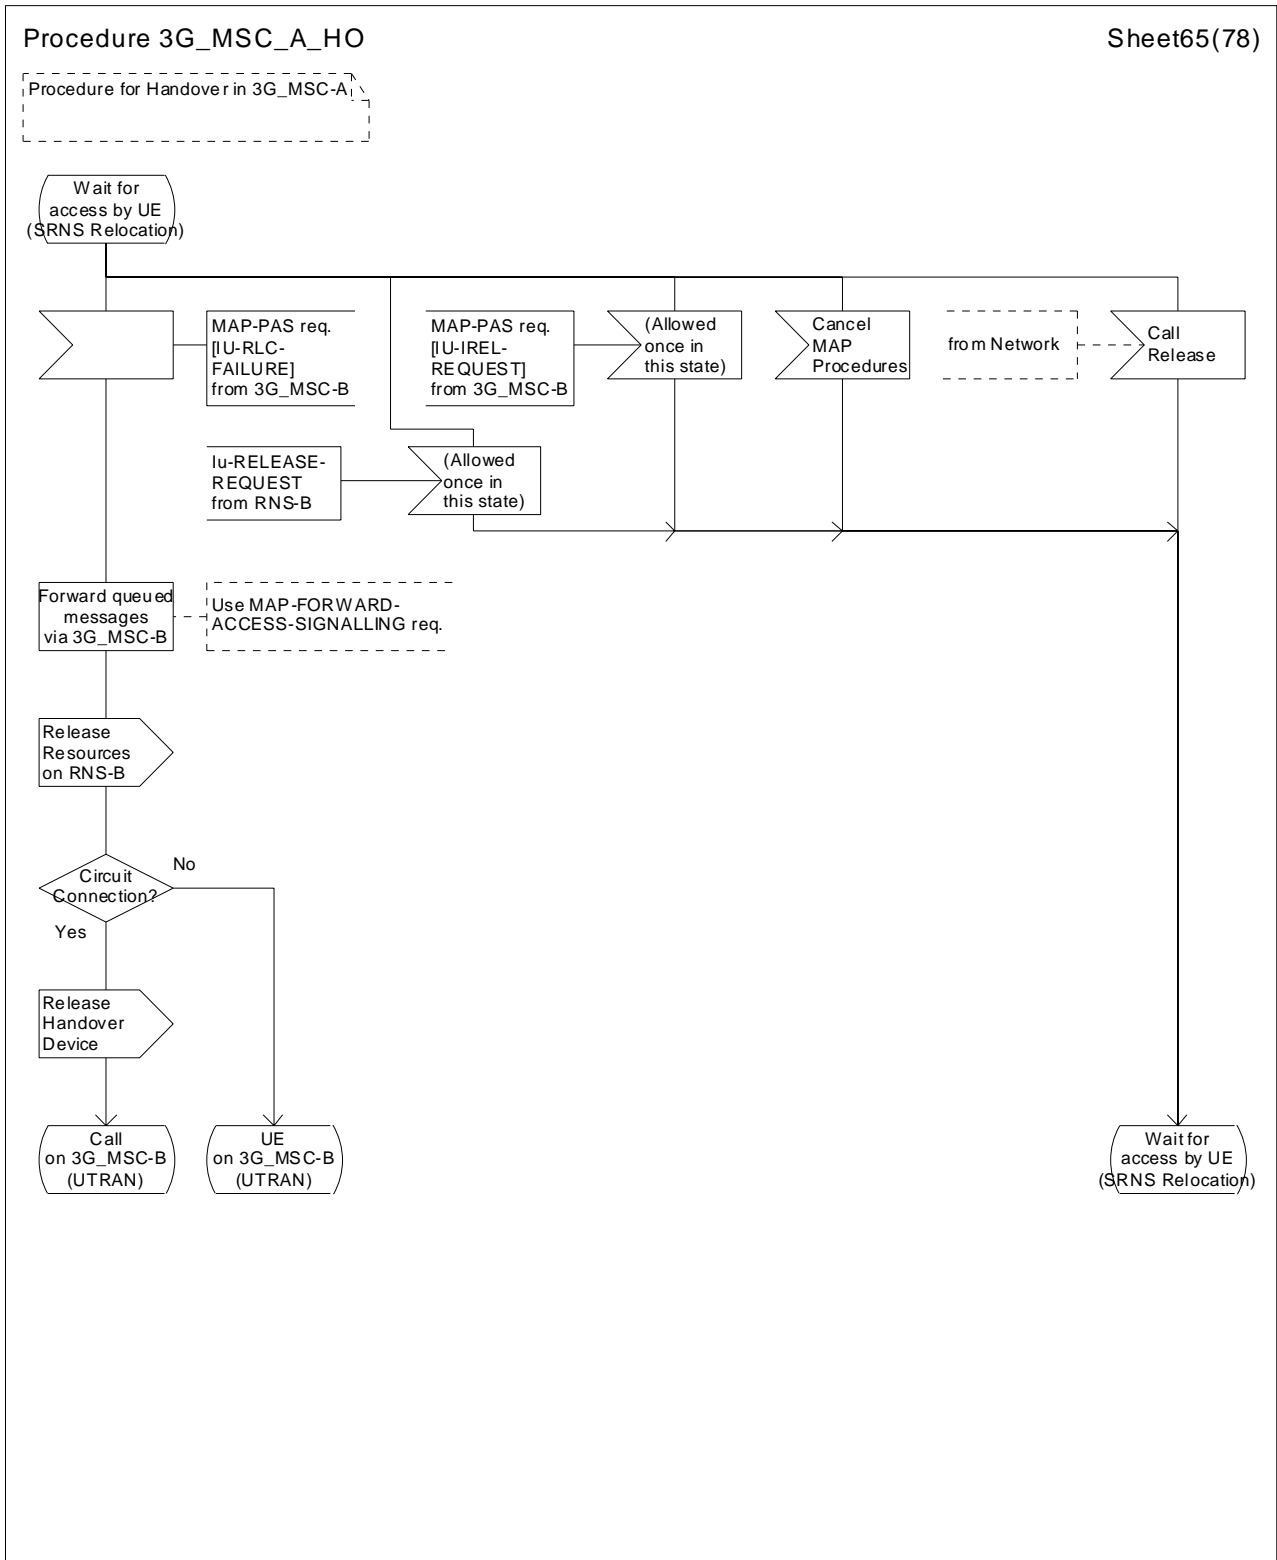 Procedure 3G_MSC_A_HO
Sheet65(78)
Procedure for Handover in 3G_MSC-A
Wait for
access by UE
(SRNS Relocation)
MAP-PAS req.
[IU-RLC-
FAILURE]
from 3G_MSC-B
MAP-PAS req.
[IU-IREL-
REQUEST]
from 3G_MSC-B
(Allowed
once in
this state)
Cancel
MAP
Procedures
from Network
Call
Release
Iu-RELEASE-
REQUEST
from RNS-B
(Allowed
once in
this state)
Forward queued
messages
via 3G_MSC-B
Use MAP-FORWARD-
ACCESS-SIGNALLING req.
Release
Resources
on RNS-B
Circuit
Connection?
No
Yes
Release
Handover
Device
Call
on 3G_MSC-B
(UTRAN)
UE
on 3G_MSC-B
(UTRAN)
Wait for
access by UE
(SRNS Relocation)